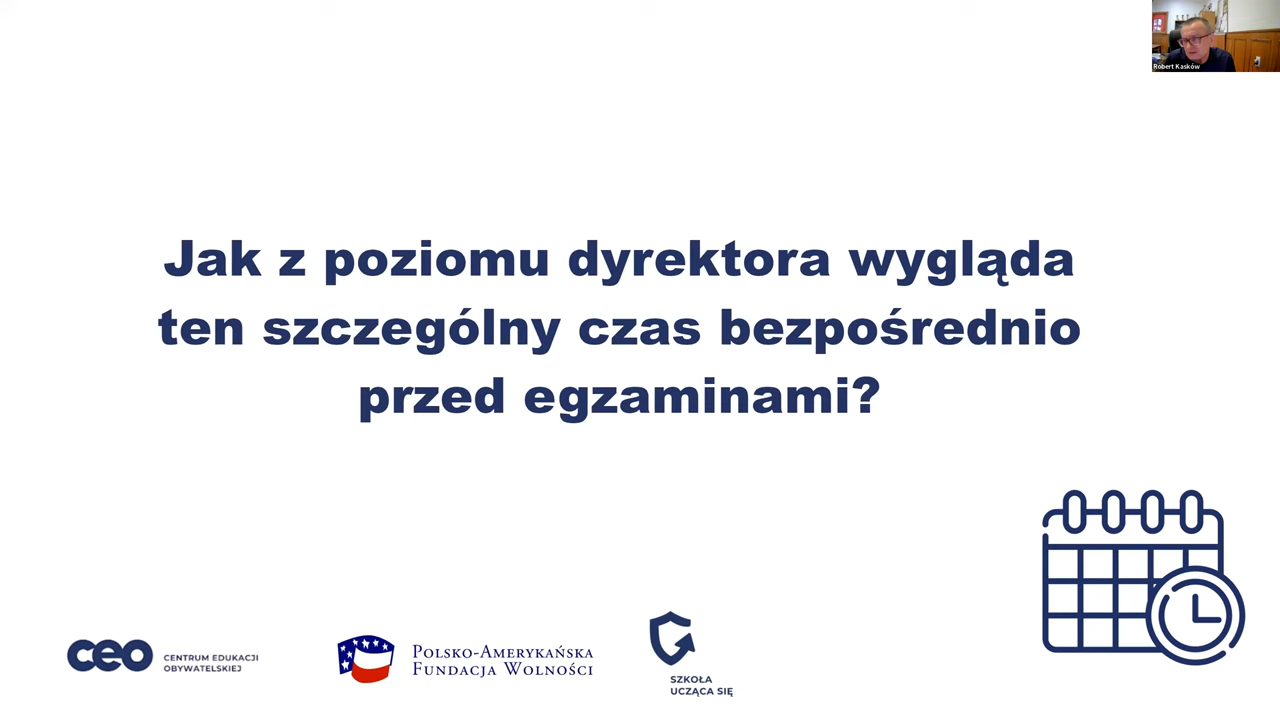 Robert Kasków
Jak z poziomu dyrektora wygląda
ten szczególny czas bezpośrednio
przed egzaminami?
ceo
CENTRUM EDUKACJI
OBYWATELSKIEJ
Polsko-Amerykańska
Fundacja Wolności
SZKOŁA
UCZĄCA SIĘ